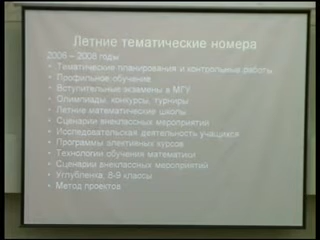 Летние тематические номера
2006 – 2008 годы
• Тематические планирования и контрольные работы
• Профильное обучение
• Вступительные экзамены в МГУ
• Олимпиады, конкурсы, турниры
• Летние математические школы
• Сценарии внеклассных мероприятий
• Исследовательская деятельность учащихся
• Программы элективных курсов
• Технологии обучения математики
• Сценарии внеклассных мероприятий
• Углубленка, 8-9 классы
• Метод проектов